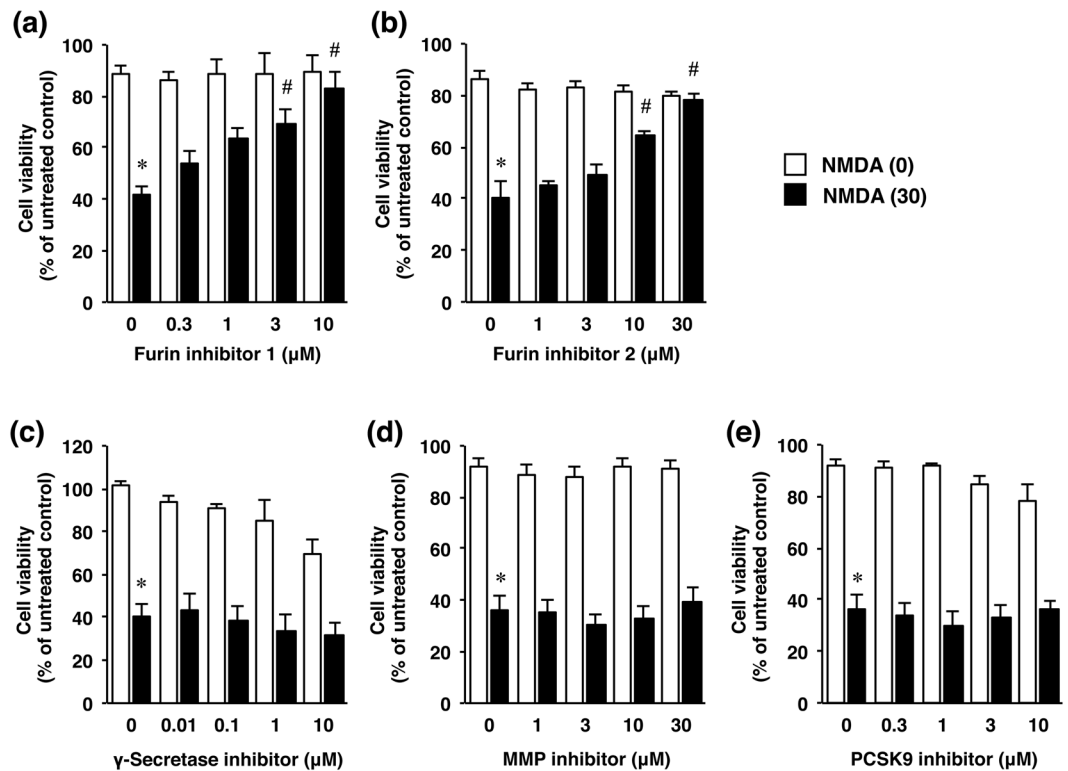 (a)
Cell viability
(% of untreated control)
100
80
60
40
20
0
*
#
#
0 0.3 1 3 10
Furin inhibitor 1 (μM)
(b)
Cell viability
(% of untreated control)
100
80
60
40
20
0
*
#
#
0 1 3 10 30
Furin inhibitor 2 (μM)
NMDA (0)
NMDA (30)
(c)
Cell viability
(% of untreated control)
120
100
80
60
40
20
0
*
0 0.01 0.1 1 10
γ-Secretase inhibitor (μM)
(d)
Cell viability
(% of untreated control)
100
80
60
40
20
0
*
0 1 3 10 30
MMP inhibitor (μM)
(e)
Cell viability
(% of untreated control)
100
80
60
40
20
0
*
0 0.3 1 3 10
PCSK9 inhibitor (μM)